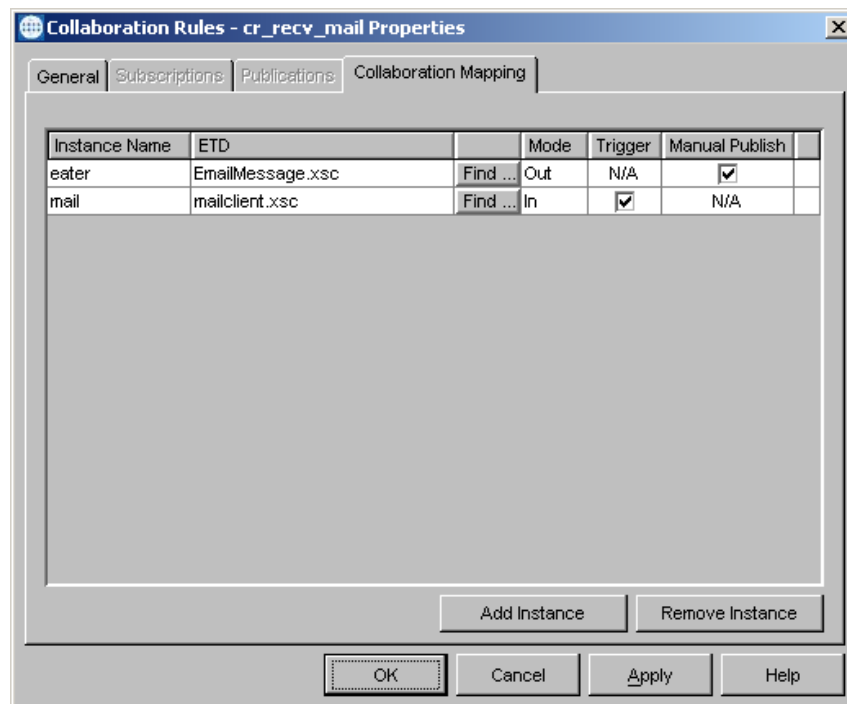 Collaboration Rules - cr_recv_mail Properties
General Subscriptions Publications Collaboration Mapping
Instance Name ETD Mode Trigger Manual Publish
eater EmailMessage.xsc Find ... Out N/A
mail mailclient.xsc Find ... In N/A
Add Instance Remove Instance
OK Cancel Apply Help